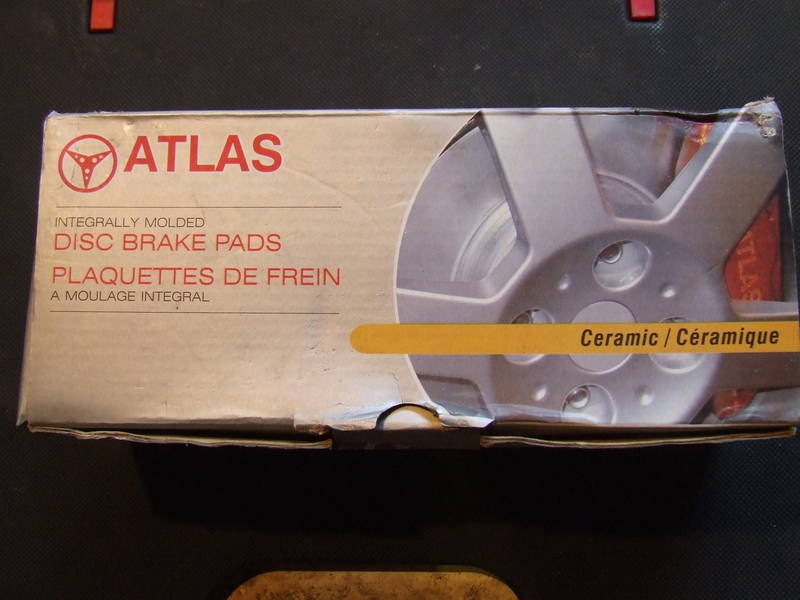 ATLAS
INTEGRALLY MOLDED
DISC BRAKE PADS
PLAQUETTES DE FREIN
A MOULAGE INTEGRAL
ATLAS
Ceramic / Céramique